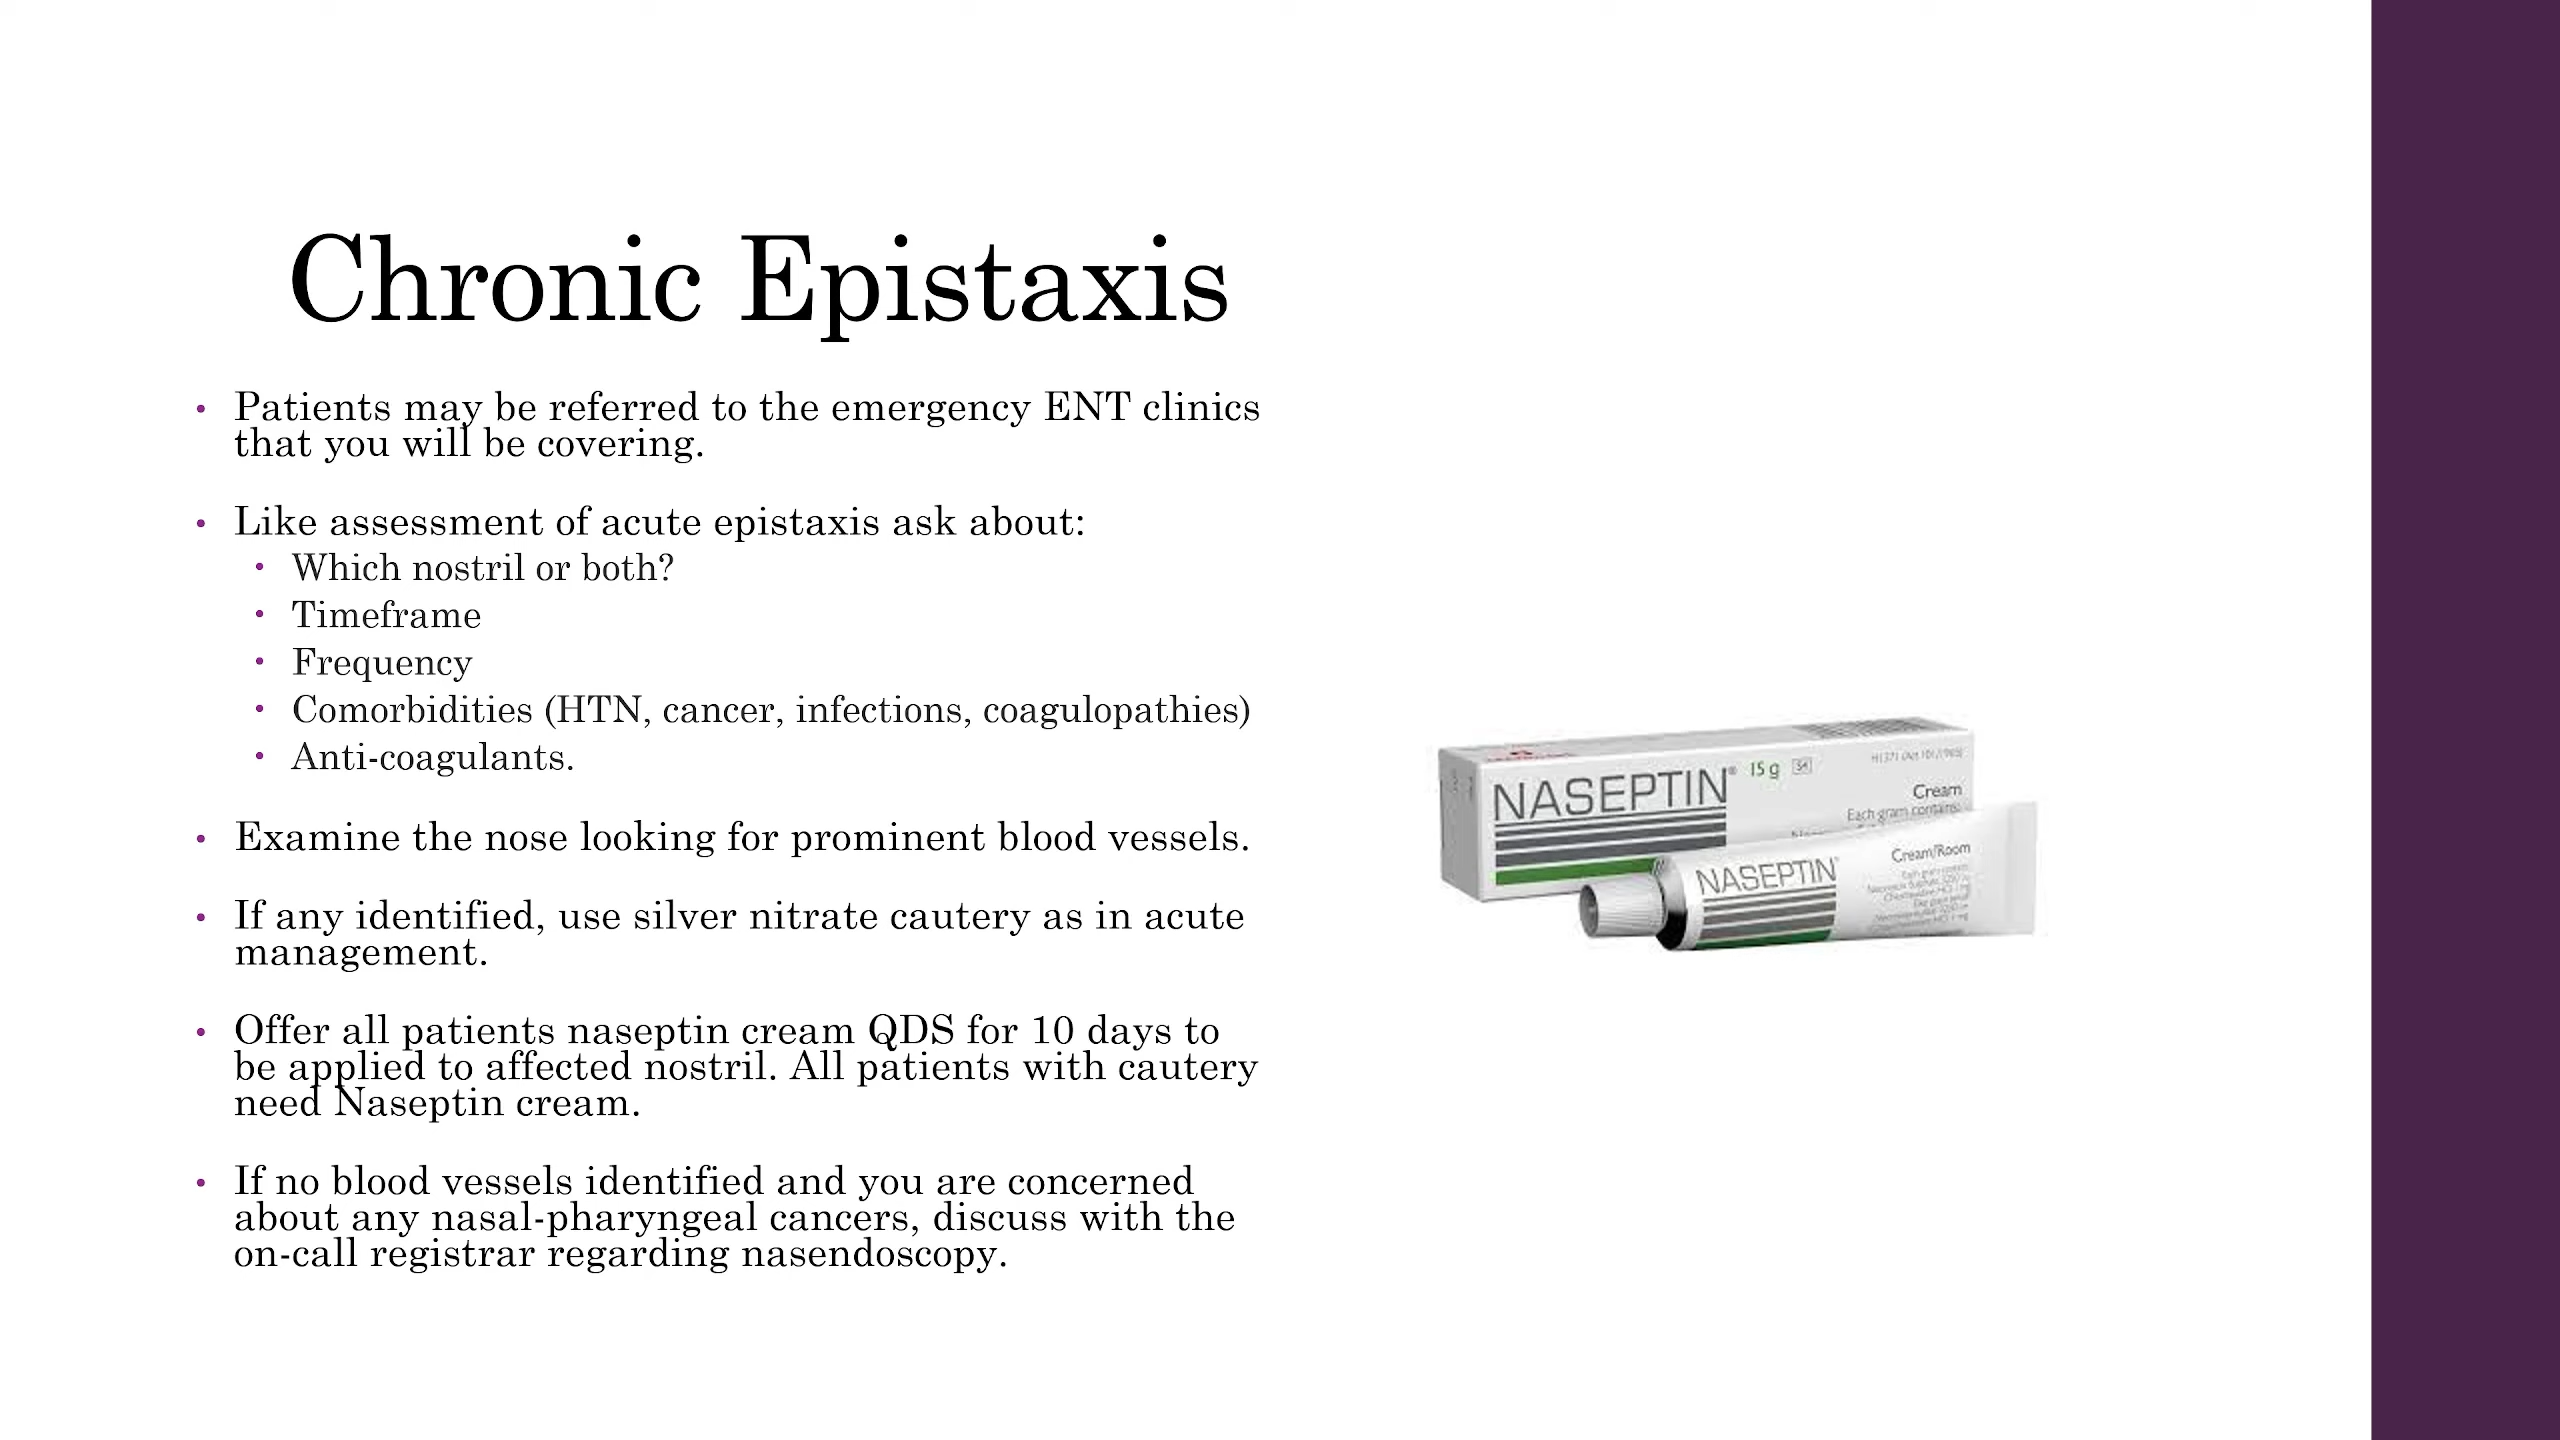 Chronic Epistaxis
• Patients may be referred to the emergency ENT clinics
that you will be covering.
• Like assessment of acute epistaxis ask about:
• Which nostril or both?
• Timeframe
• Frequency
• Comorbidities (HTN, cancer, infections, coagulopathies)
• Anti-coagulants.
• Examine the nose looking for prominent blood vessels.
• If any identified, use silver nitrate cautery as in acute
management.
• Offer all patients naseptin cream QDS for 10 days to
be applied to affected nostril. All patients with cautery
need Naseptin cream.
• If no blood vessels identified and you are concerned
about any nasal-pharyngeal cancers, discuss with the
on-call registrar regarding nasendoscopy.
NASEPTIN® 15 g S4
Cream
Each gram contains:
NASEPTIN®
Cream/Room